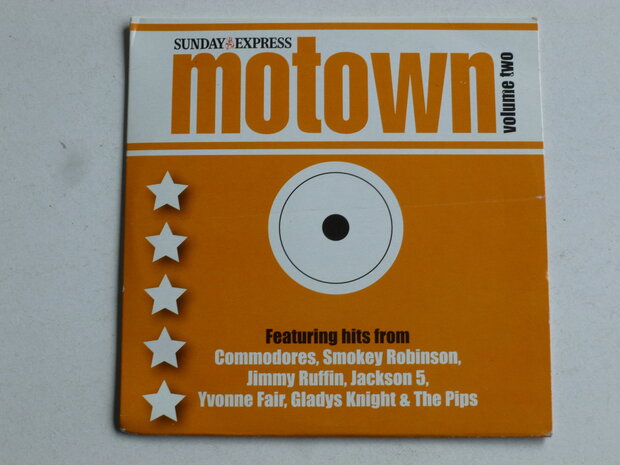 SUNDAY EXPRESS
motown
volume two
Featuring hits from
Commodores, Smokey Robinson,
Jimmy Ruffin, Jackson 5,
Yvonne Fair, Gladys Knight & The Pips